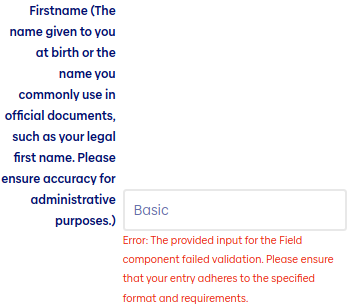 Firstname (The
name given to you
at birth or the
name you
commonly use in
official documents,
such as your legal
first name. Please
ensure accuracy for
administrative
purposes.)
Basic
Error: The provided input for the Field
component failed validation. Please ensure
that your entry adheres to the specified
format and requirements.